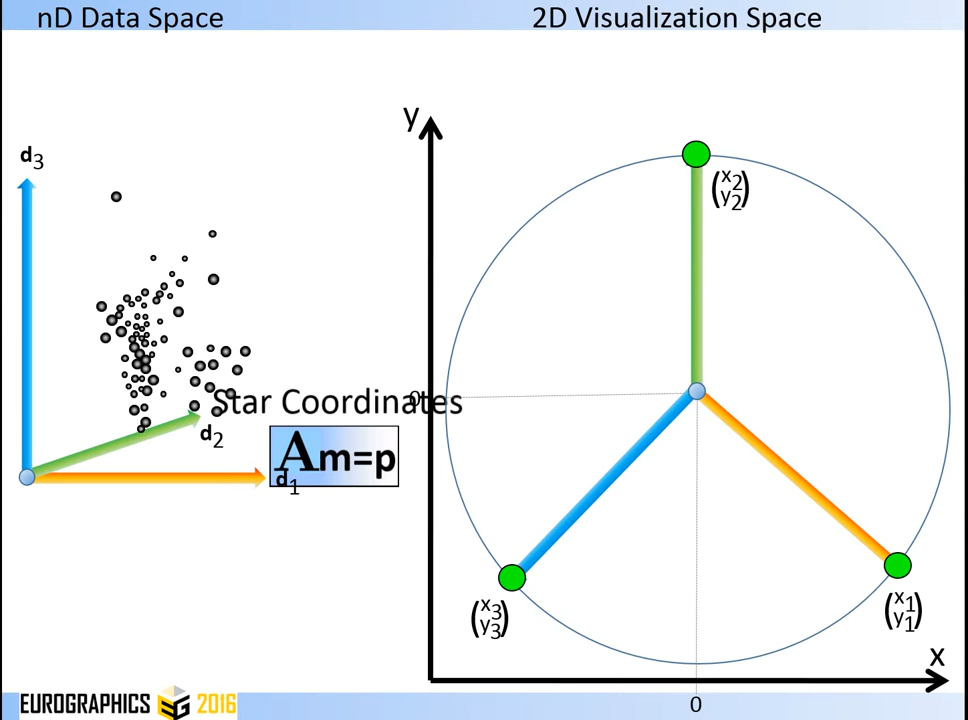 nD Data Space
2D Visualization Space
y
d3
(x2
y2)
0
Star Coordinates
d2
Am=p
d1
(x3
y3)
(x1
y1)
x
0
EUROGRAPHICS 2016